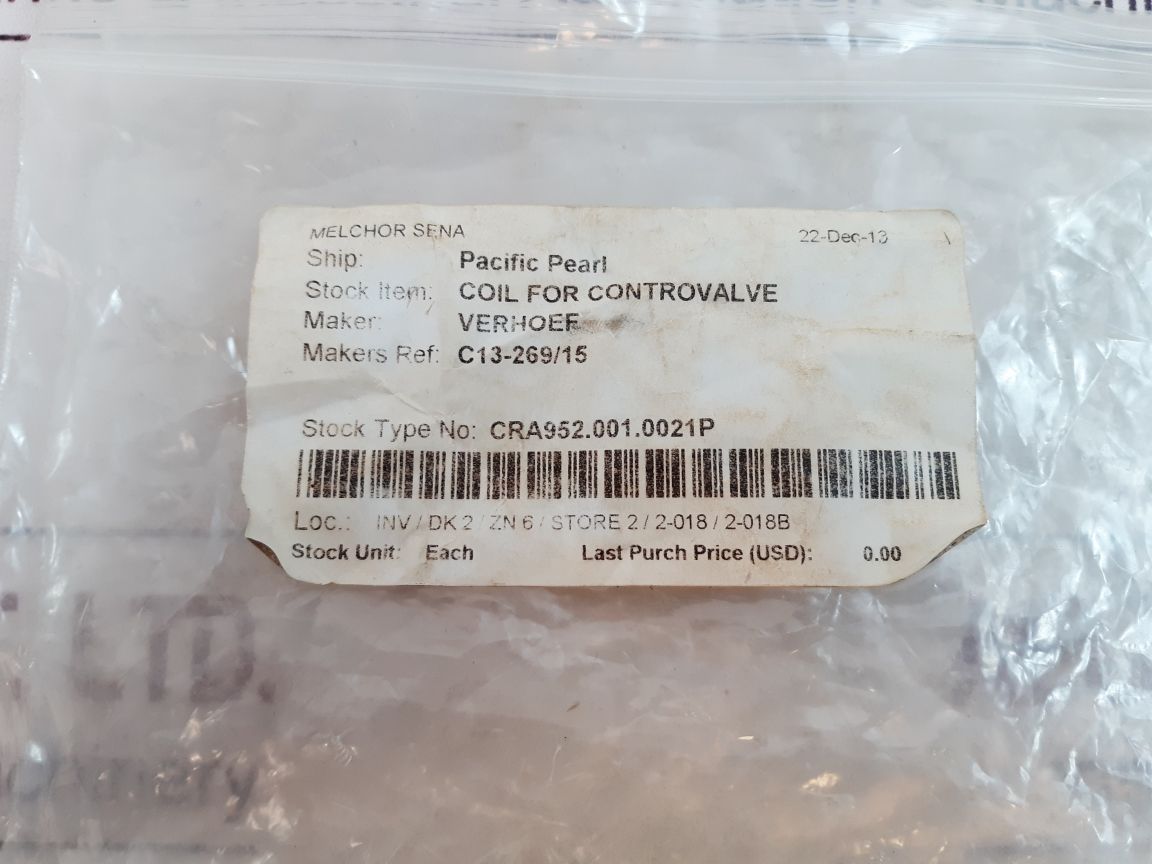 MELCHOR SENA 22-Dec-13
Ship: Pacific Pearl
Stock Item: COIL FOR CONTROVALVE
Maker: VERHOEF
Makers Ref: C13-269/15
Stock Type No: CRA952.001.0021P
Loc.: INV / DK 2 / ZN 6 / STORE 2 / 2-018 / 2-018B
Stock Unit: Each Last Purch Price (USD): 0.00
LTD.